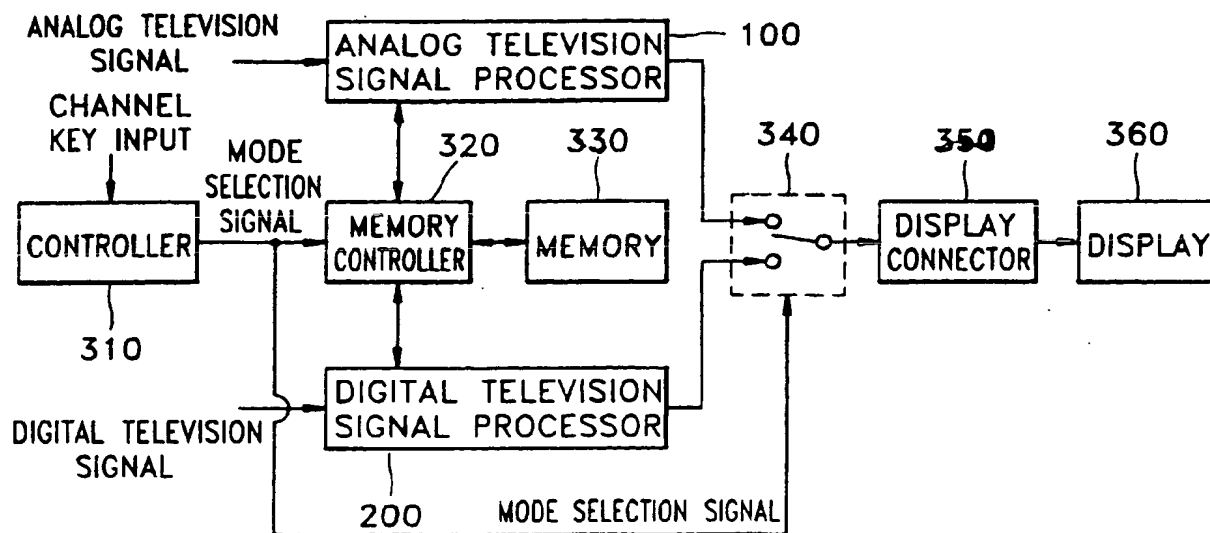 ANALOG TELEVISION
SIGNAL
ANALOG TELEVISION
SIGNAL PROCESSOR
100
CHANNEL
KEY INPUT
MODE
SELECTION
SIGNAL
320
330
340
350
360
CONTROLLER
MEMORY
CONTROLLER
MEMORY
DISPLAY
CONNECTOR
DISPLAY
310
DIGITAL TELEVISION
SIGNAL PROCESSOR
DIGITAL TELEVISION
SIGNAL
200
MODE SELECTION SIGNAL